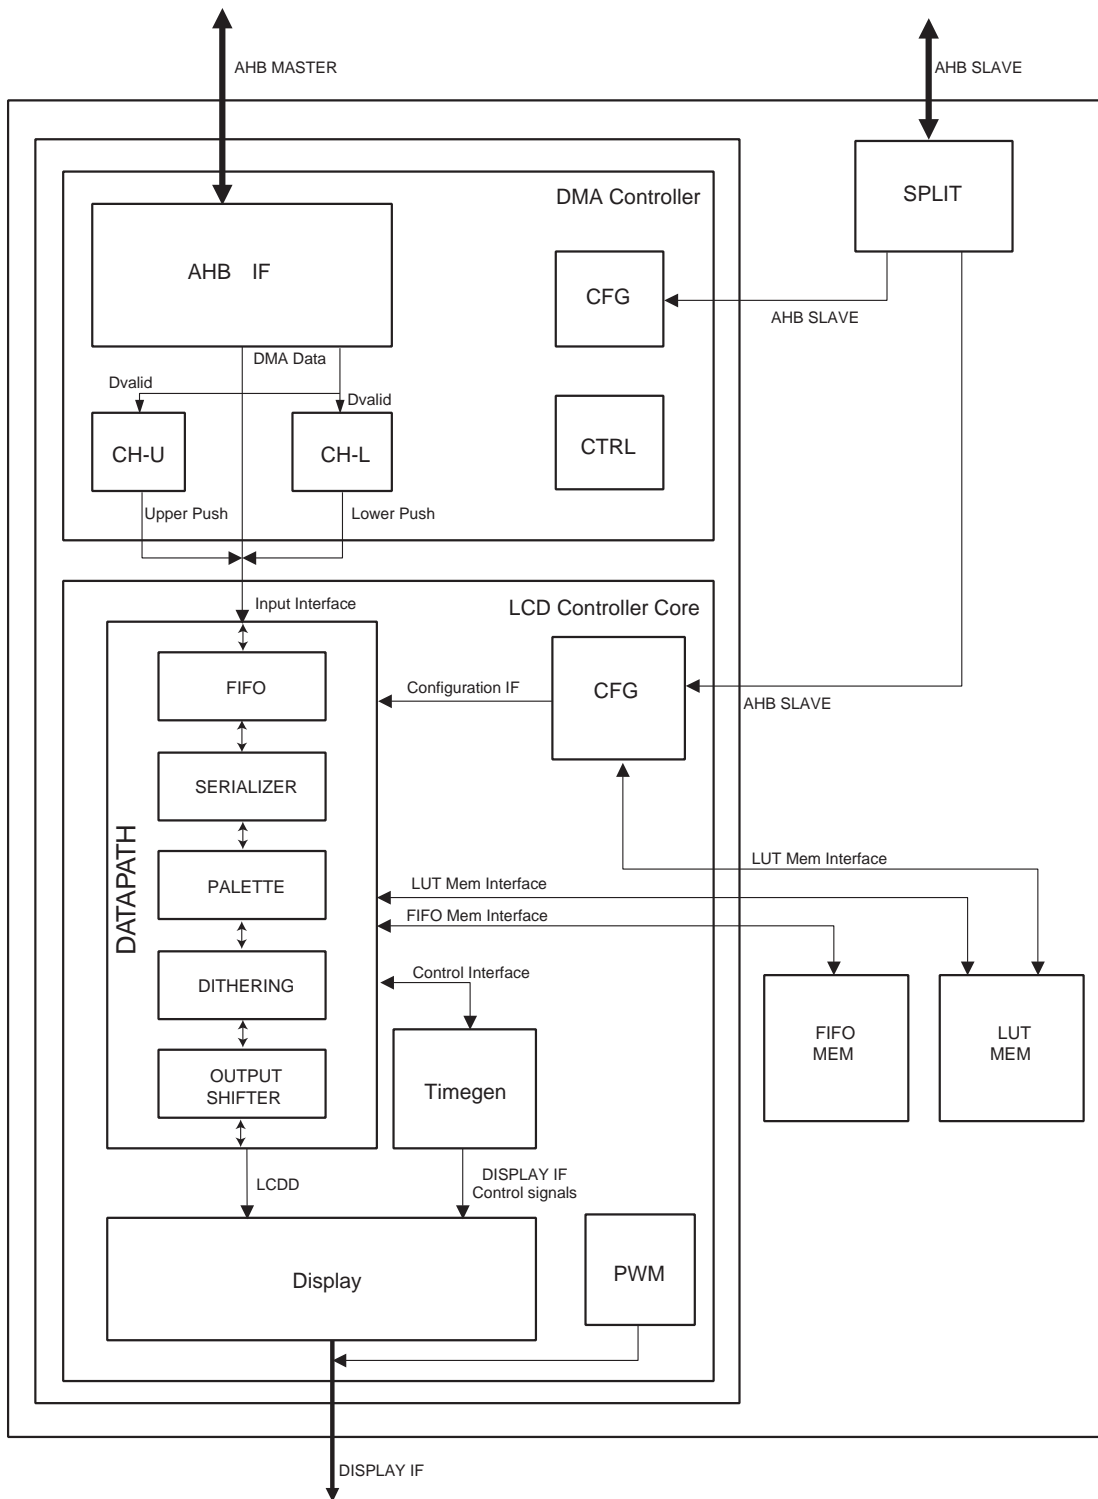 AHB MASTER
AHB SLAVE
SPLIT
DMA Controller
AHB IF
CFG
AHB SLAVE
DMA Data
Dvalid
Dvalid
CH-U
CH-L
CTRL
Upper Push
Lower Push
Input Interface
LCD Controller Core
FIFO
Configuration IF
CFG
AHB SLAVE
SERIALIZER
DATAPATH
PALETTE
LUT Mem Interface
LUT Mem Interface
FIFO Mem Interface
DITHERING
Control Interface
FIFO
MEM
LUT
MEM
OUTPUT
SHIFTER
Timegen
LCDD
DISPLAY IF
Control signals
Display
PWM
DISPLAY IF